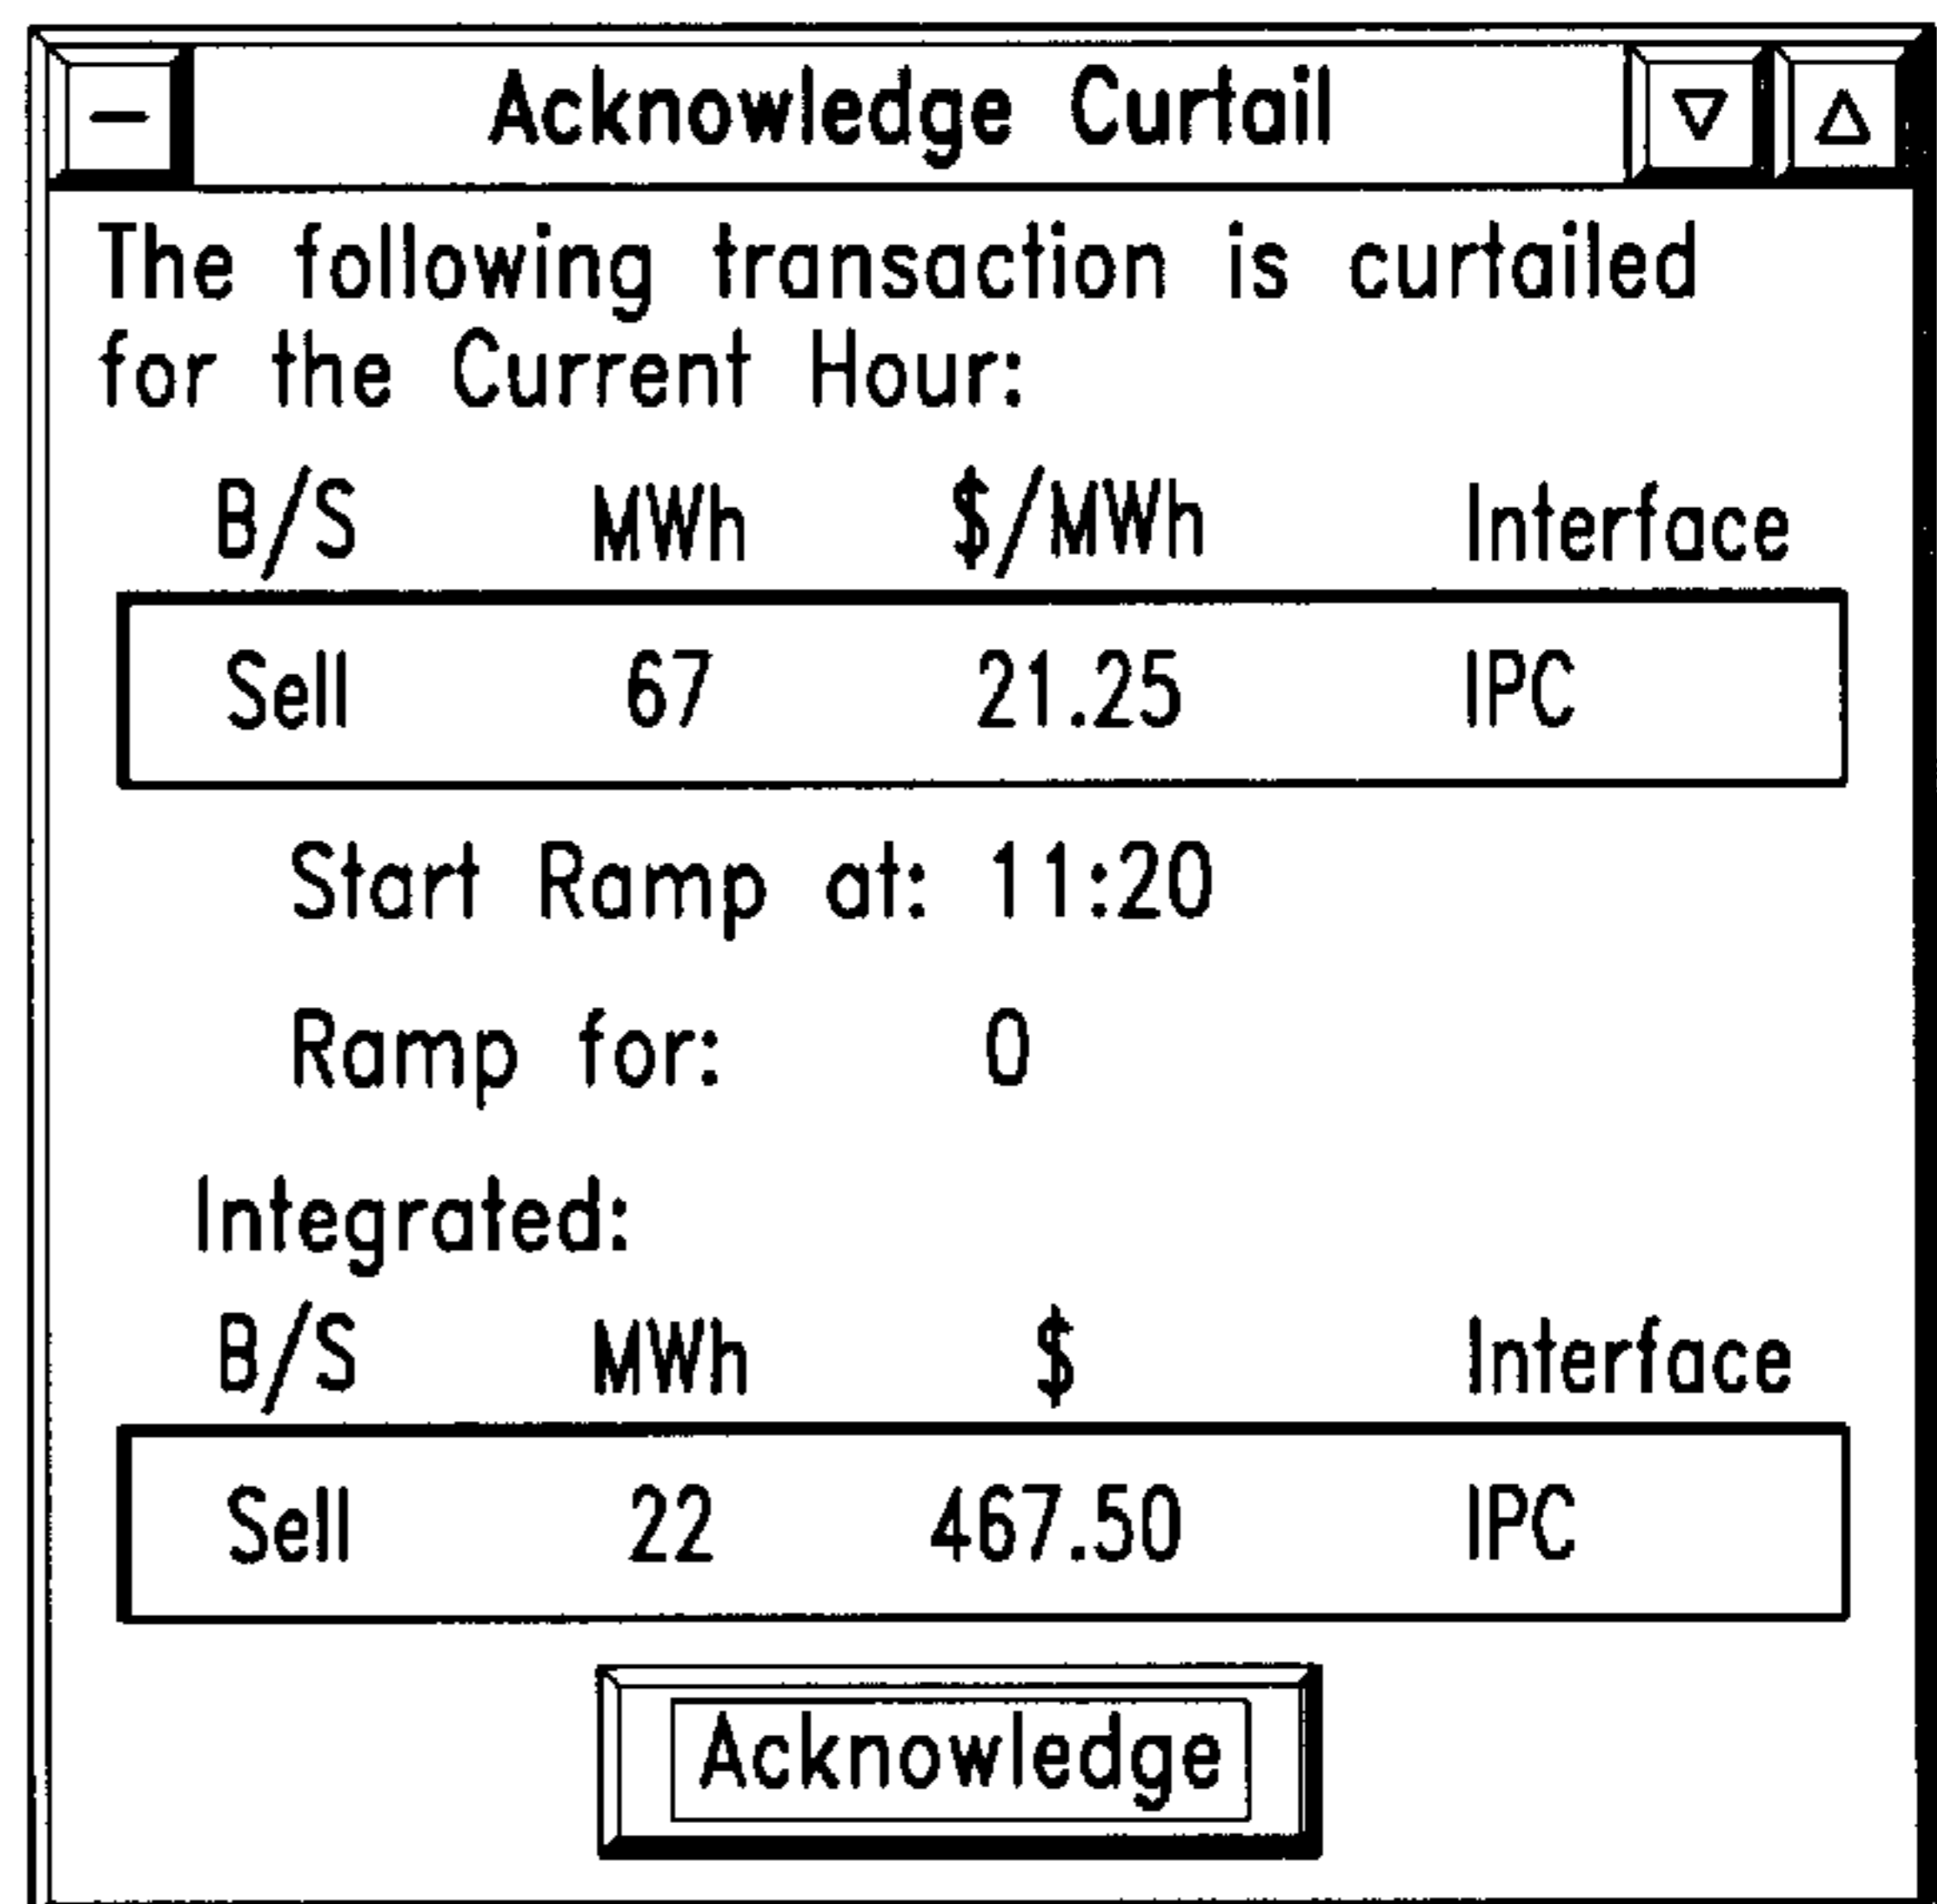 Acknowledge Curtail
The following transaction is curtailed
for the Current Hour:
B/S MWh $/MWh Interface
Sell 67 21.25 IPC
Start Ramp at: 11:20
Ramp for: 0
Integrated:
B/S MWh $ Interface
Sell 22 467.50 IPC
Acknowledge